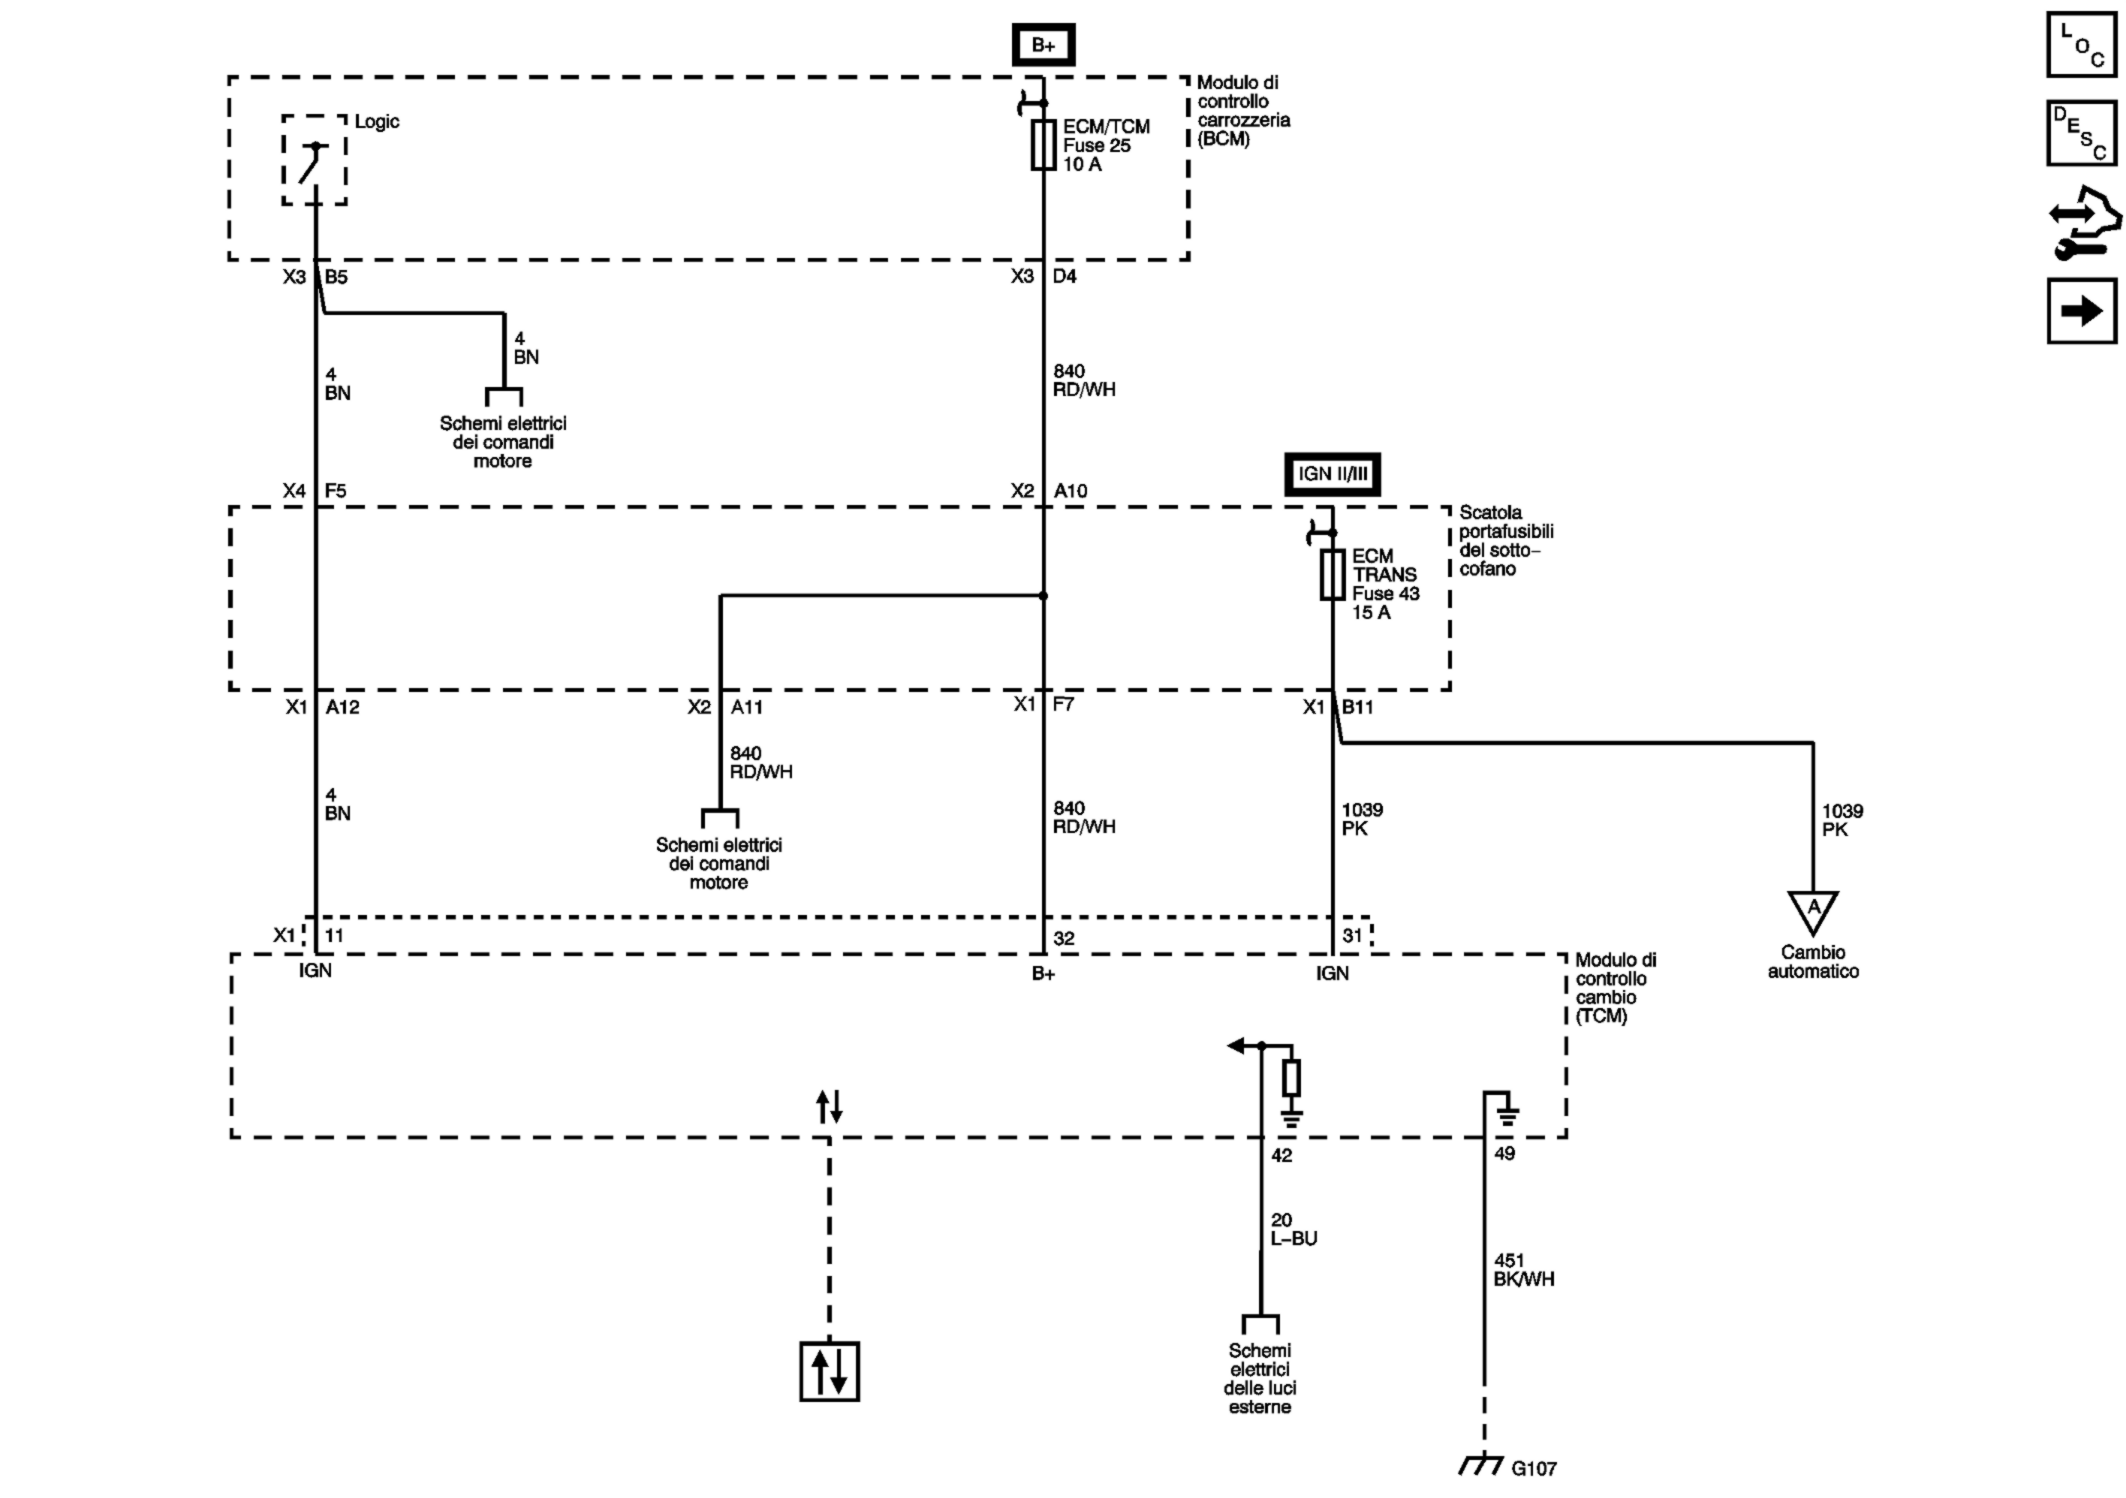 B+
L
O
C
D
E
S
C
Modulo di
controllo
carrozzeria
(BCM)
Logic
ECM/TCM
Fuse 25
10 A
X3 B5
X3 D4
4
BN
4
BN
Schemi elettrici
dei comandi
motore
840
RD/WH
X4 F5
X2 A10
IGN II/III
Scatola
portafusibili
del sotto–
cofano
ECM
TRANS
Fuse 43
15 A
X1 A12
X2 A11
X1 F7
X1 B11
4
BN
840
RD/WH
Schemi elettrici
dei comandi
motore
840
RD/WH
1039
PK
1039
PK
A
Cambio
automatico
X1 11
32
31
IGN
B+
IGN
Modulo di
controllo
cambio
(TCM)
42
49
20
L–BU
451
BK/WH
Schemi
elettrici
delle luci
esterne
G107